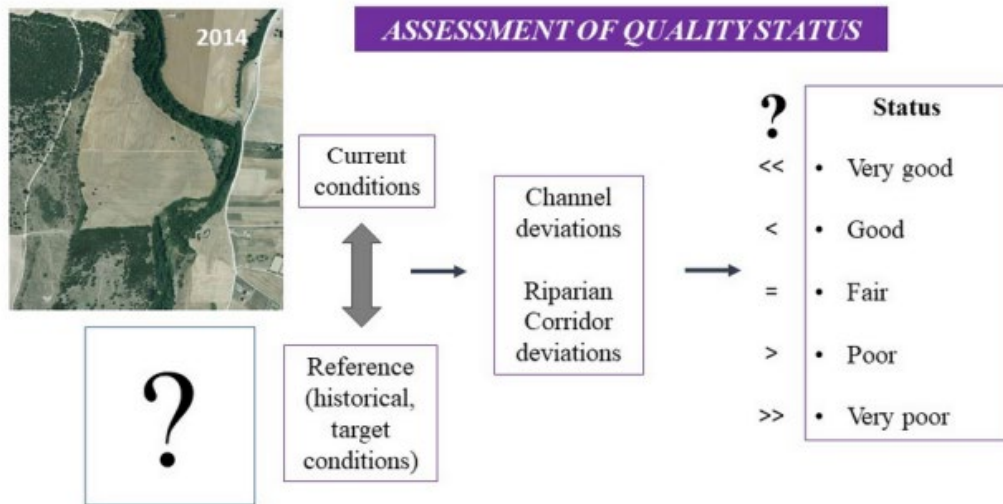 ASSESSMENT OF QUALITY STATUS
2014
Current
conditions
?
Reference
(historical,
target
conditions)
Channel
deviations
Riparian
Corridor
deviations
?
Status
<< • Very good
< • Good
= • Fair
> • Poor
>> • Very poor